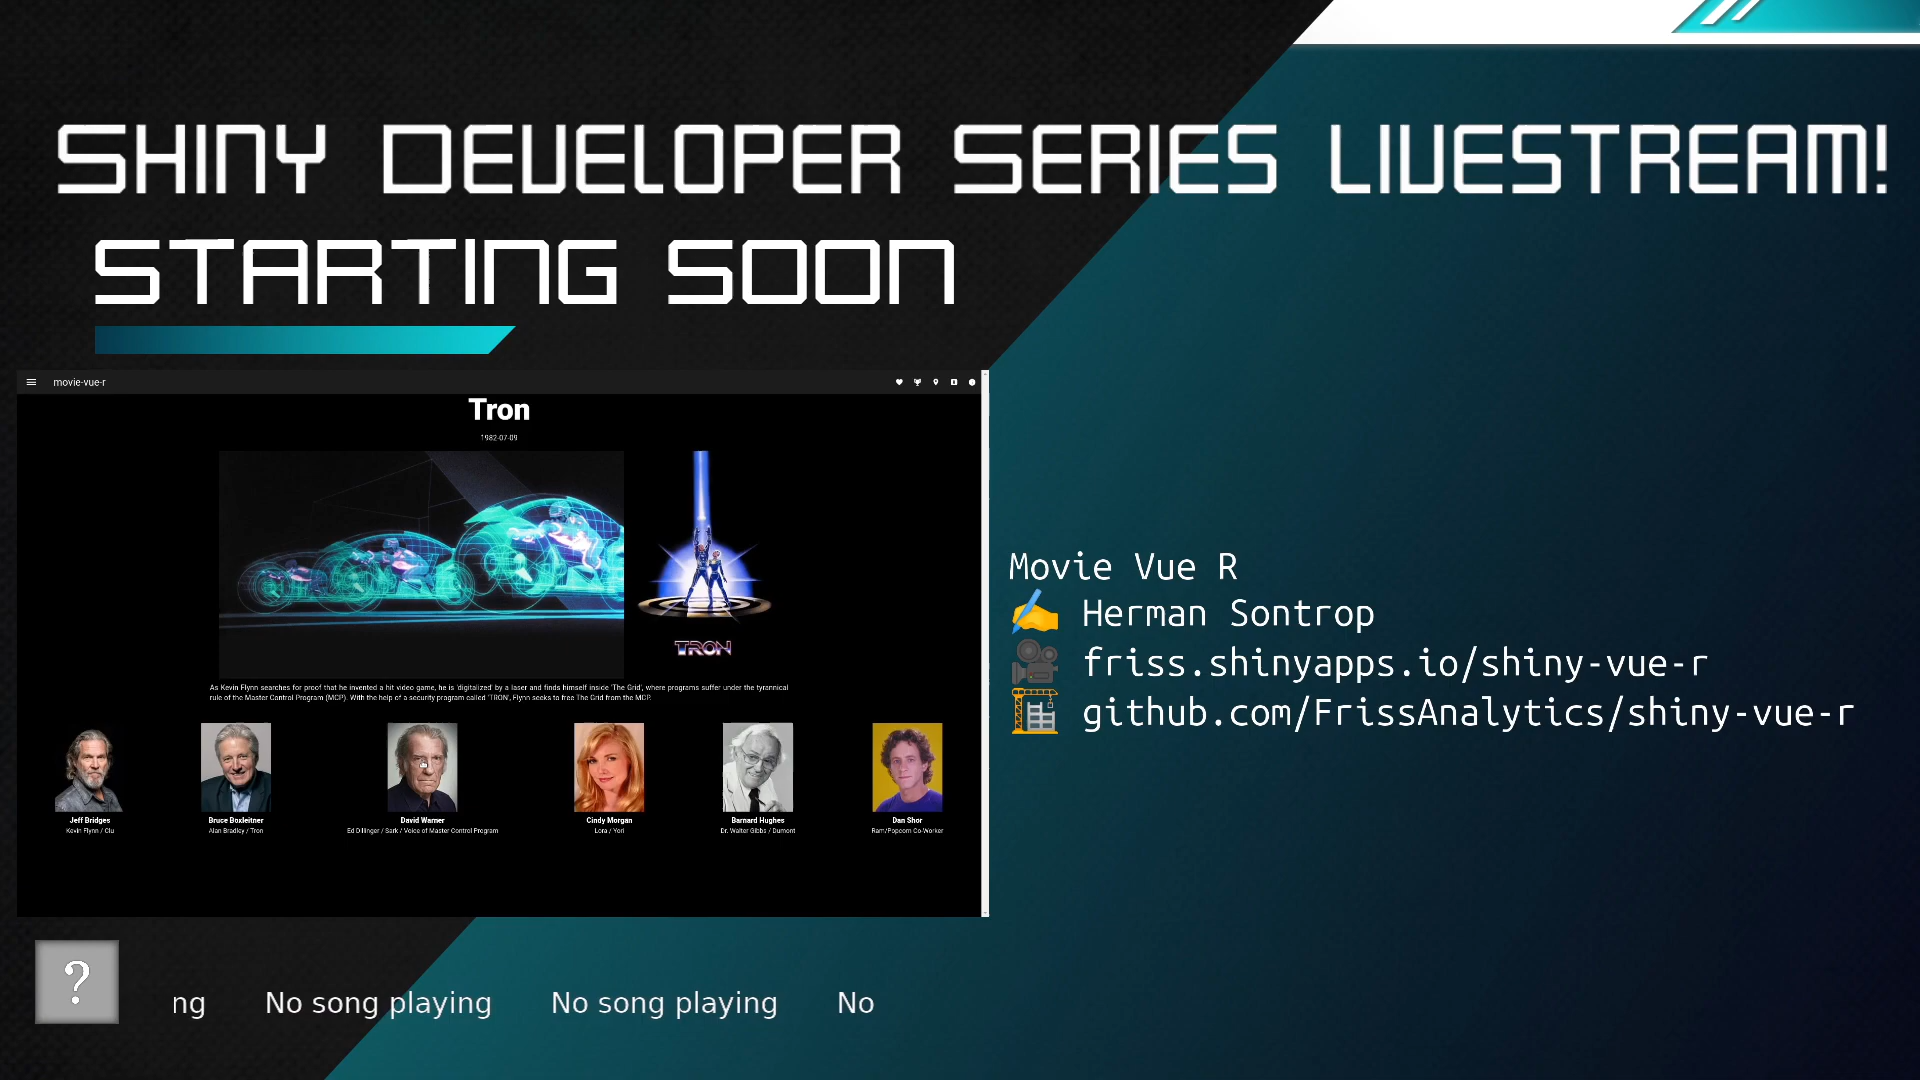 SHINY DEVELOPER SERIES LIVESTREAM!
STARTING SOON
movie-vue-r
Tron
1982-07-09
TRON
As Kevin Flynn searches for proof that he invented a hit video game, he is 'digitalized' by a laser and finds himself inside 'The Grid', where programs suffer under the tyrannical
rule of the Master Control Program (MCP). With the help of a security program called 'TRON', Flynn seeks to free The Grid from the MCP.
Jeff Bridges
Kevin Flynn / Clu
Bruce Boxleitner
Alan Bradley / Tron
David Warner
Ed Dillinger / Sark / Voice of Master Control Program
Cindy Morgan
Lora / Yori
Barnard Hughes
Dr. Walter Gibbs / Dumont
Dan Shor
Ram/Popcorn Co-Worker
Movie Vue R
✍ Herman Sontrop
🎥 friss.shinyapps.io/shiny-vue-r
🏗 github.com/FrissAnalytics/shiny-vue-r
?
ng No song playing No song playing No